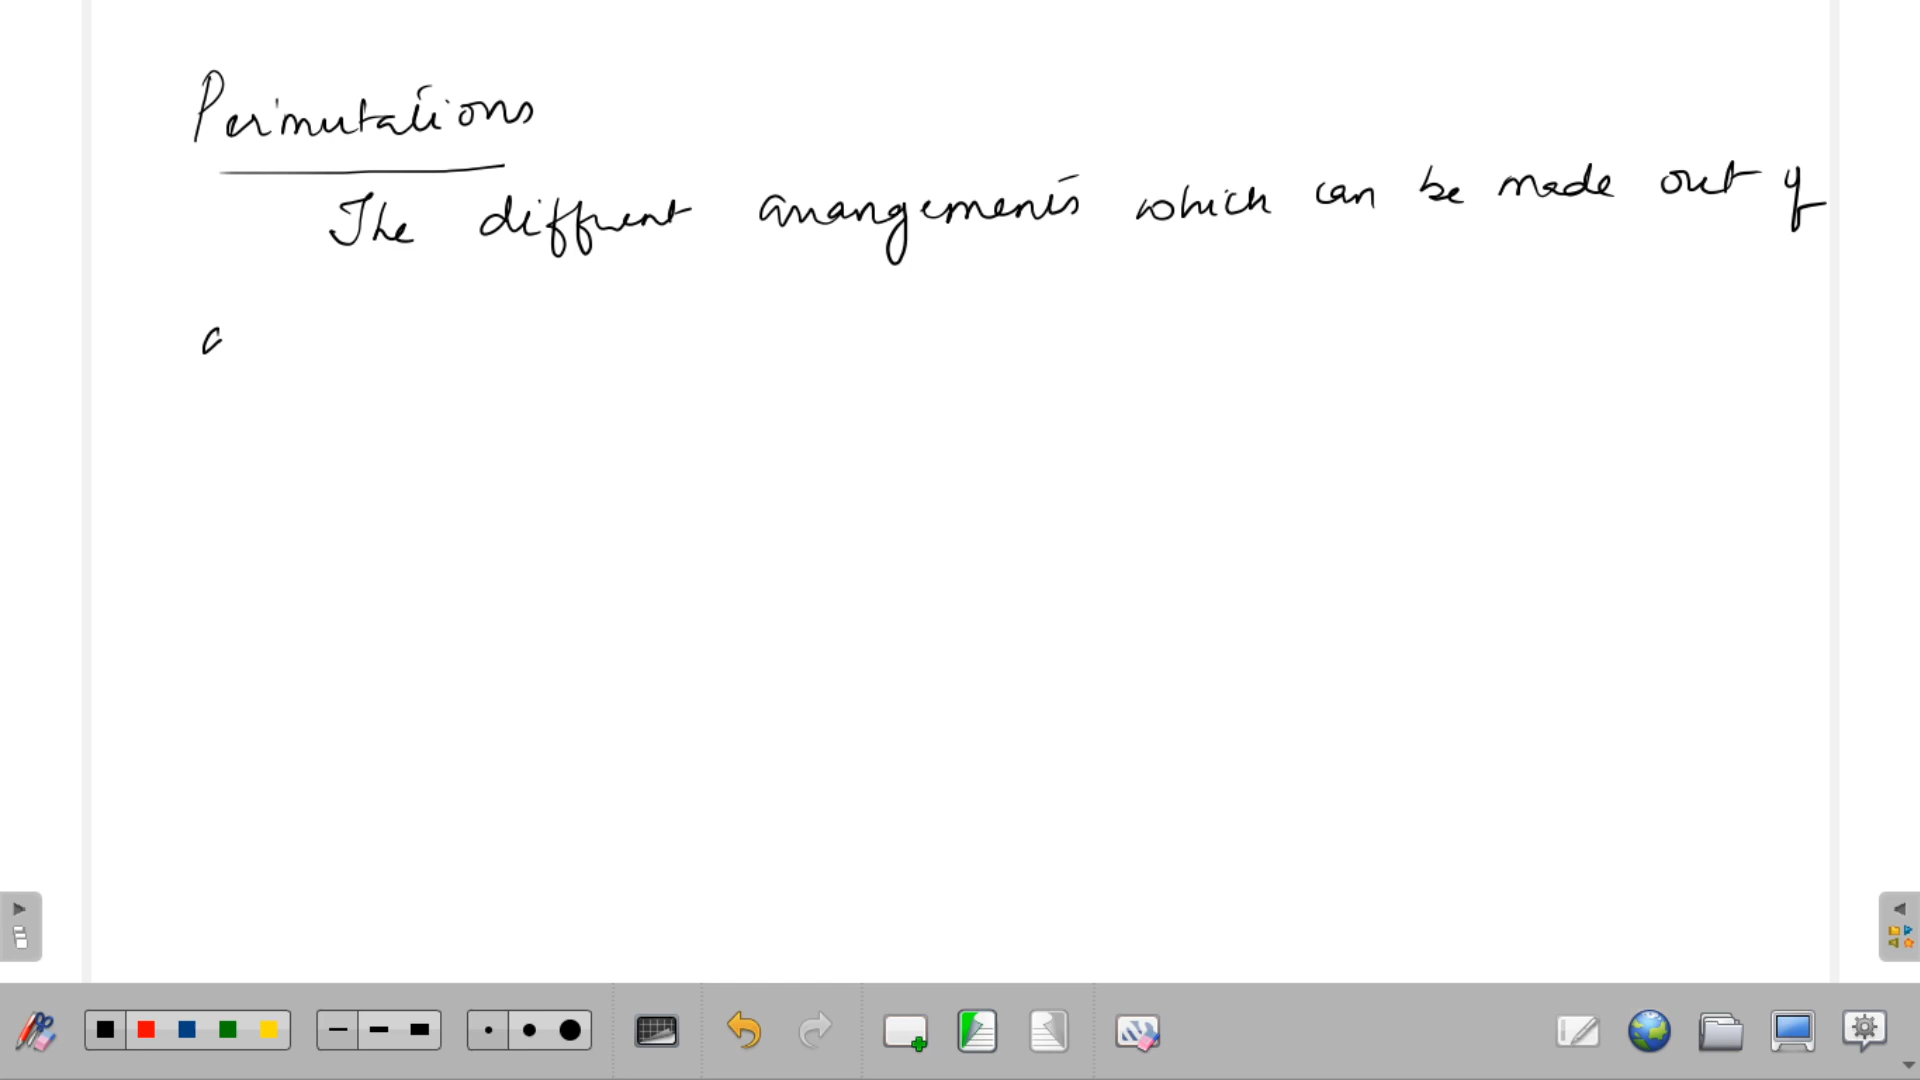 Permutations
The different arrangements which can be made out of
a